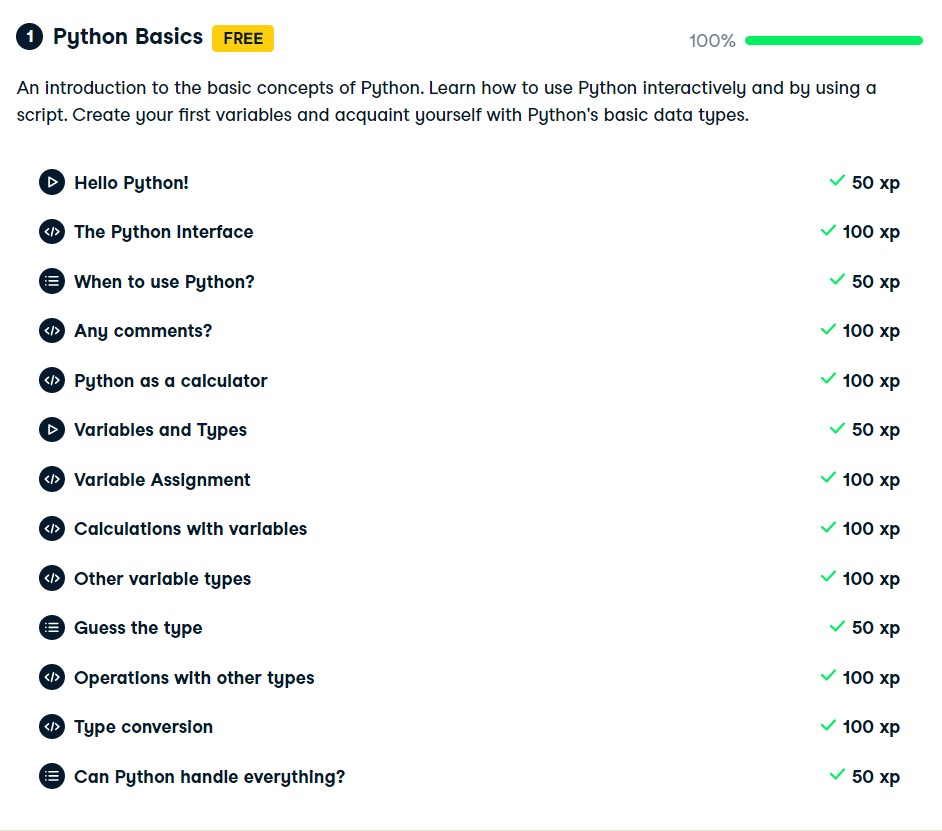 1 Python Basics FREE 100%
An introduction to the basic concepts of Python. Learn how to use Python interactively and by using a
script. Create your first variables and acquaint yourself with Python's basic data types.
Hello Python! 50 xp
The Python Interface 100 xp
When to use Python? 50 xp
Any comments? 100 xp
Python as a calculator 100 xp
Variables and Types 50 xp
Variable Assignment 100 xp
Calculations with variables 100 xp
Other variable types 100 xp
Guess the type 50 xp
Operations with other types 100 xp
Type conversion 100 xp
Can Python handle everything? 50 xp